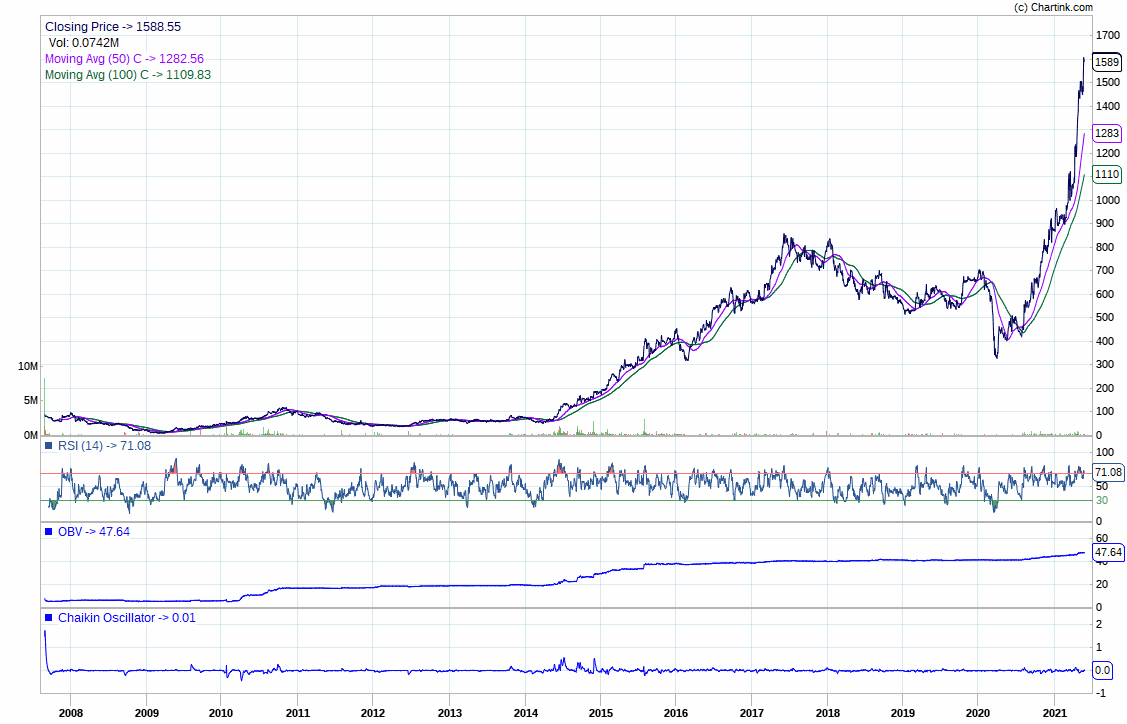 (c) Chartink.com
Closing Price -> 1588.55
Vol: 0.0742M
Moving Avg (50) C -> 1282.56
Moving Avg (100) C -> 1109.83
1700
1589
1500
1400
1283
1200
1110
1000
900
800
700
600
500
400
300
200
100
0
10M
5M
0M
RSI (14) -> 71.08
100
71.08
50
30
0
OBV -> 47.64
60
47.64
40
20
0
Chaikin Oscillator -> 0.01
2
1
0.0
-1
2008 2009 2010 2011 2012 2013 2014 2015 2016 2017 2018 2019 2020 2021